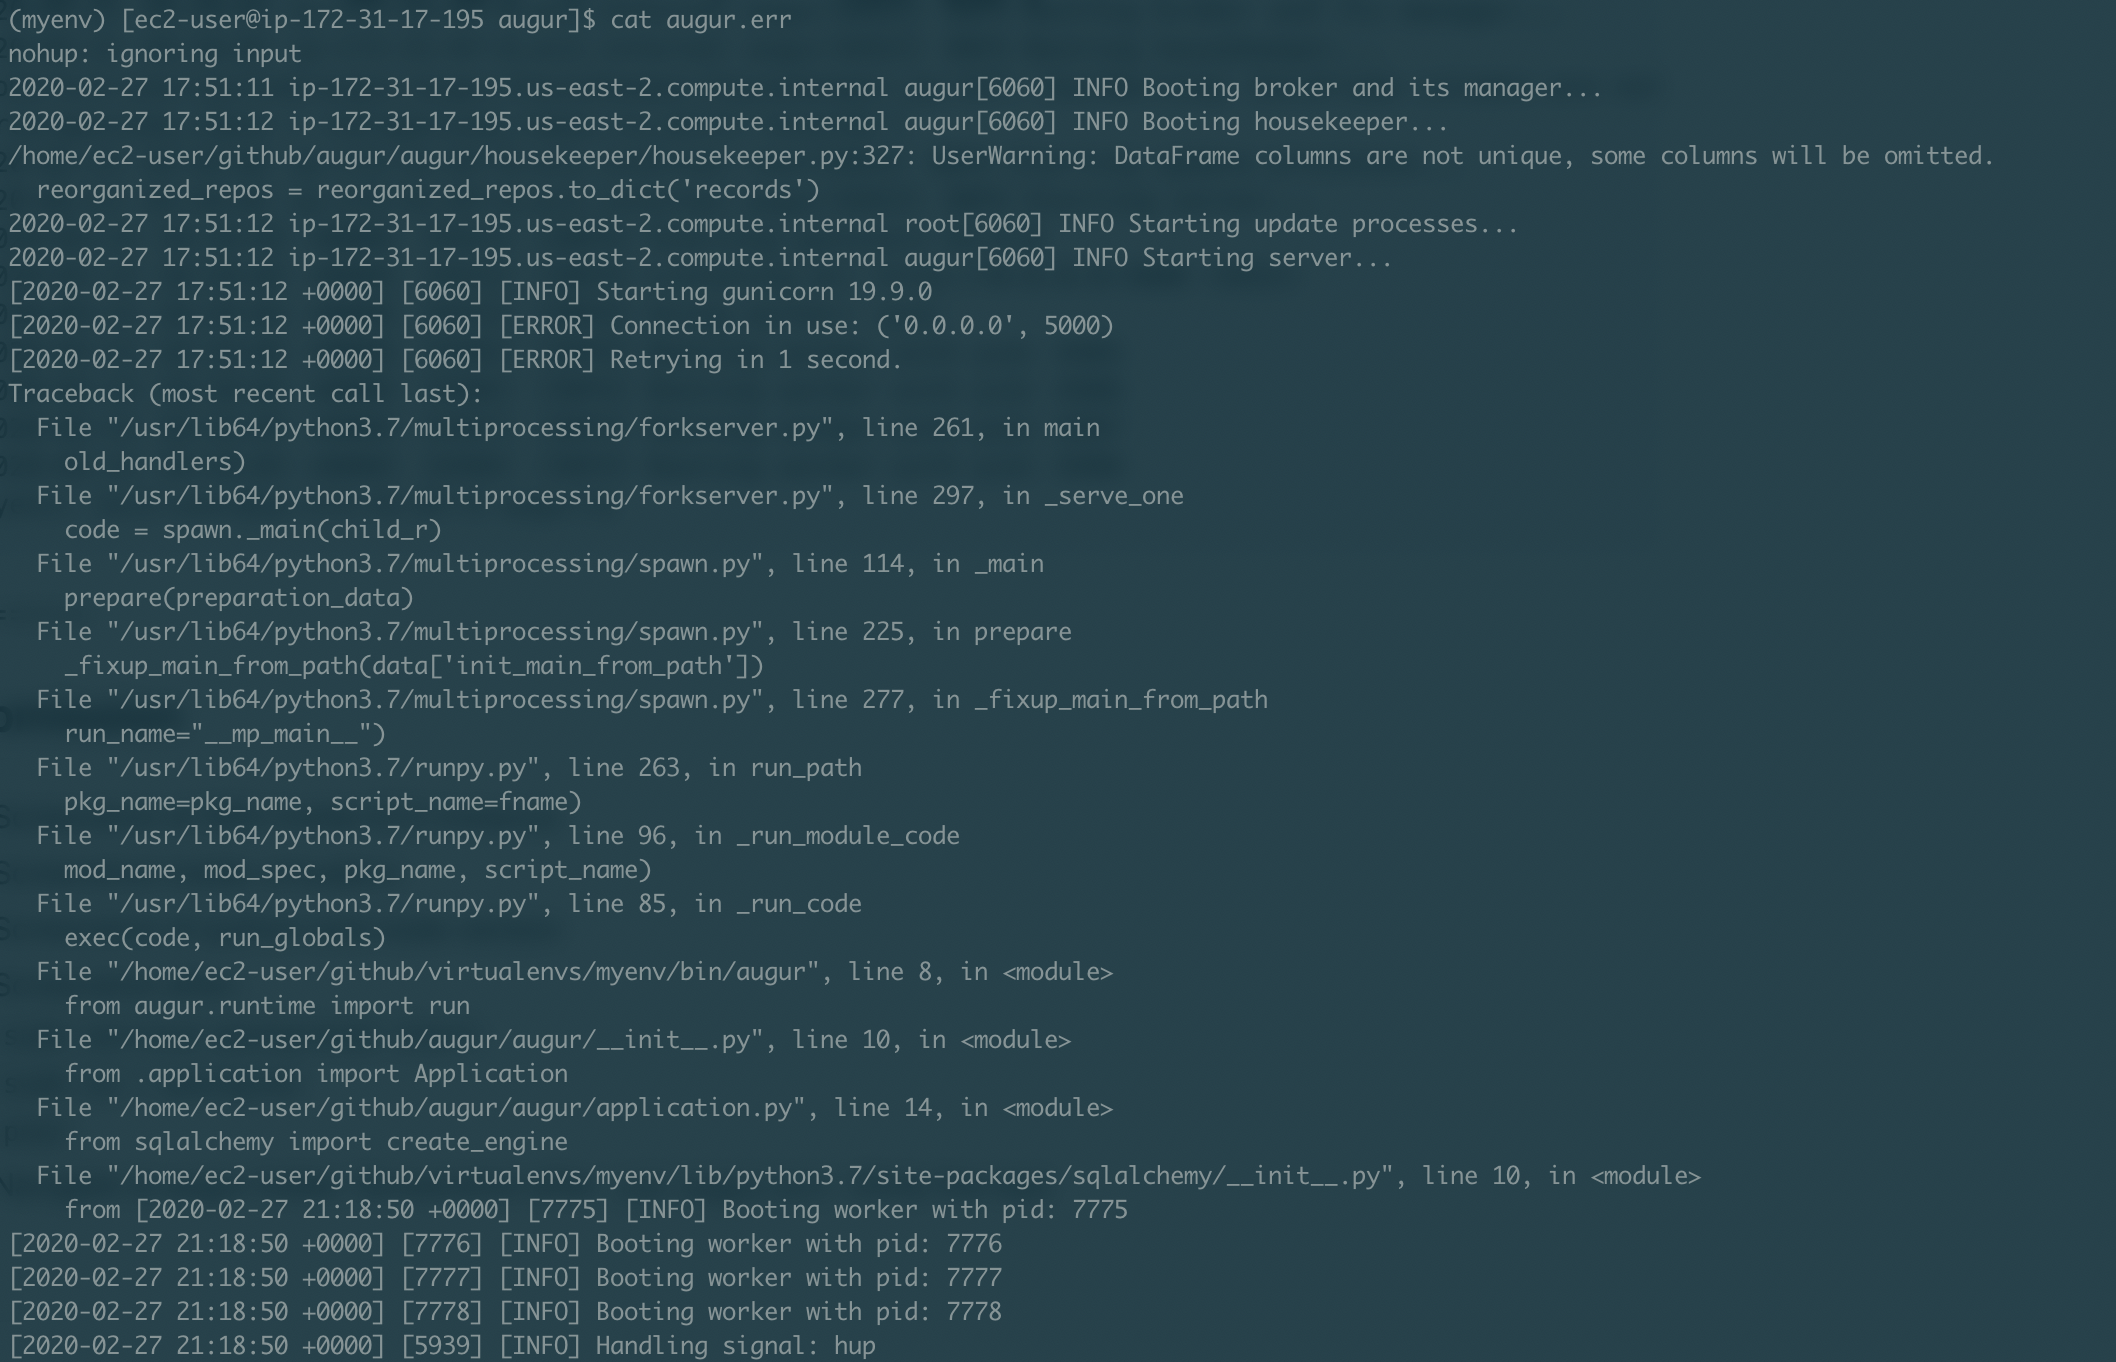 (myenv) [ec2-user@ip-172-31-17-195 augur]$ cat augur.err
nohup: ignoring input
2020-02-27 17:51:11 ip-172-31-17-195.us-east-2.compute.internal augur[6060] INFO Booting broker and its manager...
2020-02-27 17:51:12 ip-172-31-17-195.us-east-2.compute.internal augur[6060] INFO Booting housekeeper...
/home/ec2-user/github/augur/augur/housekeeper/housekeeper.py:327: UserWarning: DataFrame columns are not unique, some columns will be omitted.
  reorganized_repos = reorganized_repos.to_dict('records')
2020-02-27 17:51:12 ip-172-31-17-195.us-east-2.compute.internal root[6060] INFO Starting update processes...
2020-02-27 17:51:12 ip-172-31-17-195.us-east-2.compute.internal augur[6060] INFO Starting server...
[2020-02-27 17:51:12 +0000] [6060] [INFO] Starting gunicorn 19.9.0
[2020-02-27 17:51:12 +0000] [6060] [ERROR] Connection in use: ('0.0.0.0', 5000)
[2020-02-27 17:51:12 +0000] [6060] [ERROR] Retrying in 1 second.
Traceback (most recent call last):
  File "/usr/lib64/python3.7/multiprocessing/forkserver.py", line 261, in main
    old_handlers)
  File "/usr/lib64/python3.7/multiprocessing/forkserver.py", line 297, in _serve_one
    code = spawn._main(child_r)
  File "/usr/lib64/python3.7/multiprocessing/spawn.py", line 114, in _main
    prepare(preparation_data)
  File "/usr/lib64/python3.7/multiprocessing/spawn.py", line 225, in prepare
    _fixup_main_from_path(data['init_main_from_path'])
  File "/usr/lib64/python3.7/multiprocessing/spawn.py", line 277, in _fixup_main_from_path
    run_name="__mp_main__")
  File "/usr/lib64/python3.7/runpy.py", line 263, in run_path
    pkg_name=pkg_name, script_name=fname)
  File "/usr/lib64/python3.7/runpy.py", line 96, in _run_module_code
    mod_name, mod_spec, pkg_name, script_name)
  File "/usr/lib64/python3.7/runpy.py", line 85, in _run_code
    exec(code, run_globals)
  File "/home/ec2-user/github/virtualenvs/myenv/bin/augur", line 8, in <module>
    from augur.runtime import run
  File "/home/ec2-user/github/augur/augur/__init__.py", line 10, in <module>
    from .application import Application
  File "/home/ec2-user/github/augur/augur/application.py", line 14, in <module>
    from sqlalchemy import create_engine
  File "/home/ec2-user/github/virtualenvs/myenv/lib/python3.7/site-packages/sqlalchemy/__init__.py", line 10, in <module>
    from [2020-02-27 21:18:50 +0000] [7775] [INFO] Booting worker with pid: 7775
[2020-02-27 21:18:50 +0000] [7776] [INFO] Booting worker with pid: 7776
[2020-02-27 21:18:50 +0000] [7777] [INFO] Booting worker with pid: 7777
[2020-02-27 21:18:50 +0000] [7778] [INFO] Booting worker with pid: 7778
[2020-02-27 21:18:50 +0000] [5939] [INFO] Handling signal: hup